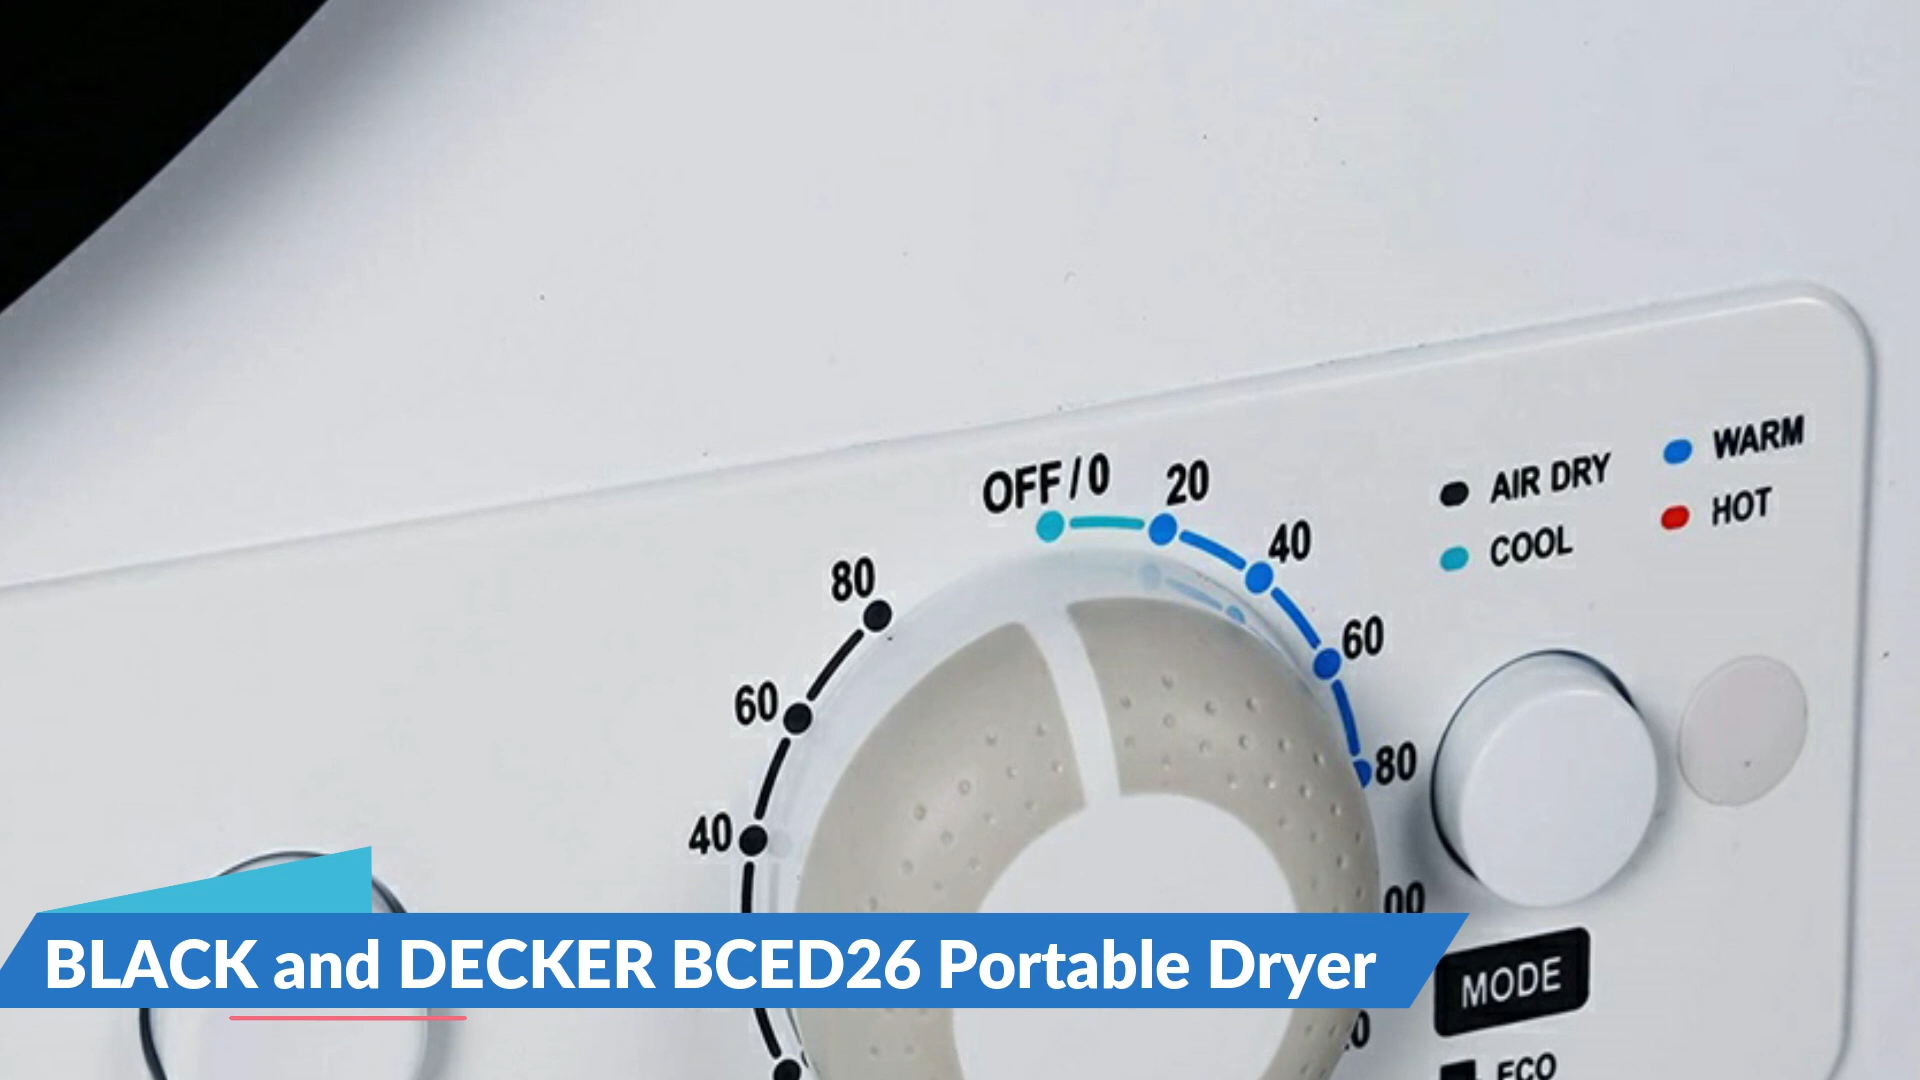 OFF/0
20
40
60
80
80
60
40
AIR DRY
COOL
WARM
HOT
MODE
ECO
BLACK and DECKER BCED26 Portable Dryer